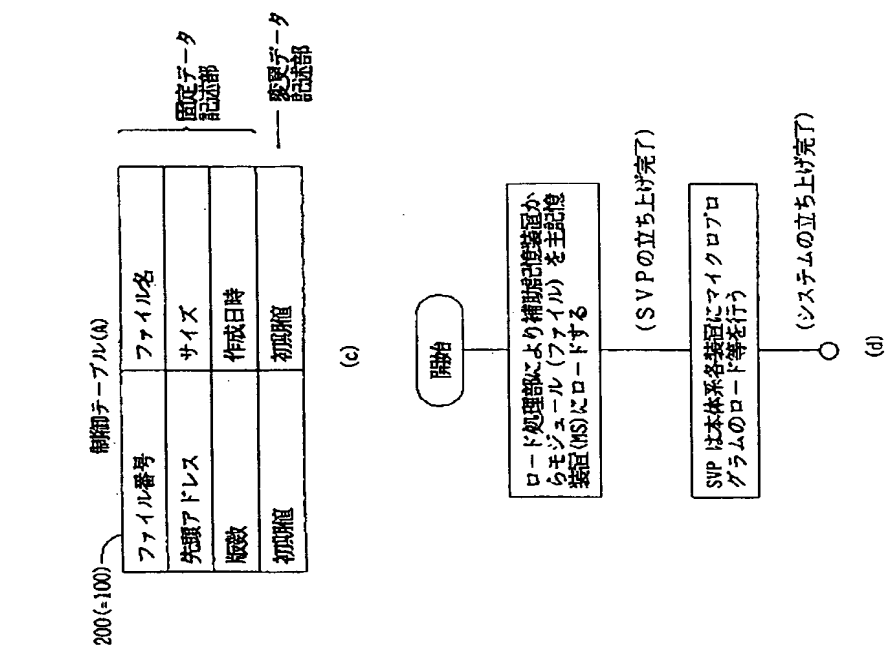 制御テーブル(A)
200(=100)
ファイル番号 ファイル名
先頭アドレス サイズ
版数 作成日時
初期値 初期値
固定データ
記述部
変更データ
記述部
(c)
開始
ロード処理部により補助記憶装置か
らモジュール(ファイル)を主記憶
装置(MS)にロードする
(SVPの立ち上げ完了)
SVP は本体系各装置にマイクロプロ
グラムのロード等を行う
(システムの立ち上げ完了)
(d)